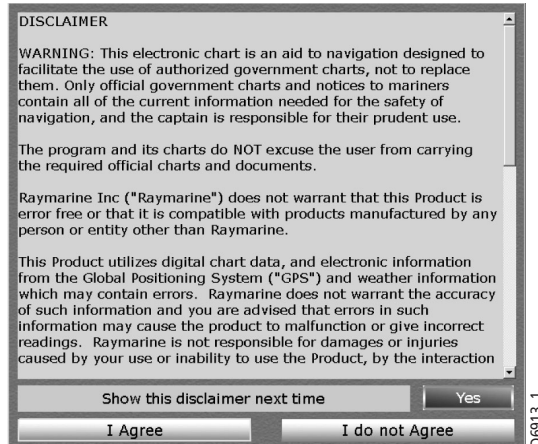 DISCLAIMER
WARNING: This electronic chart is an aid to navigation designed to
facilitate the use of authorized government charts, not to replace
them. Only official government charts and notices to mariners
contain all of the current information needed for the safety of
navigation, and the captain is responsible for their prudent use.
The program and its charts do NOT excuse the user from carrying
the required official charts and documents.
Raymarine Inc ("Raymarine") does not warrant that this Product is
error free or that it is compatible with products manufactured by any
person or entity other than Raymarine.
This Product utilizes digital chart data, and electronic information
from the Global Positioning System ("GPS") and weather information
which may contain errors. Raymarine does not warrant the accuracy
of such information and you are advised that errors in such
information may cause the product to malfunction or give incorrect
readings. Raymarine is not responsible for damages or injuries
caused by your use or inability to use the Product, by the interaction
Show this disclaimer next time
Yes
I Agree
I do not Agree
D6913_1